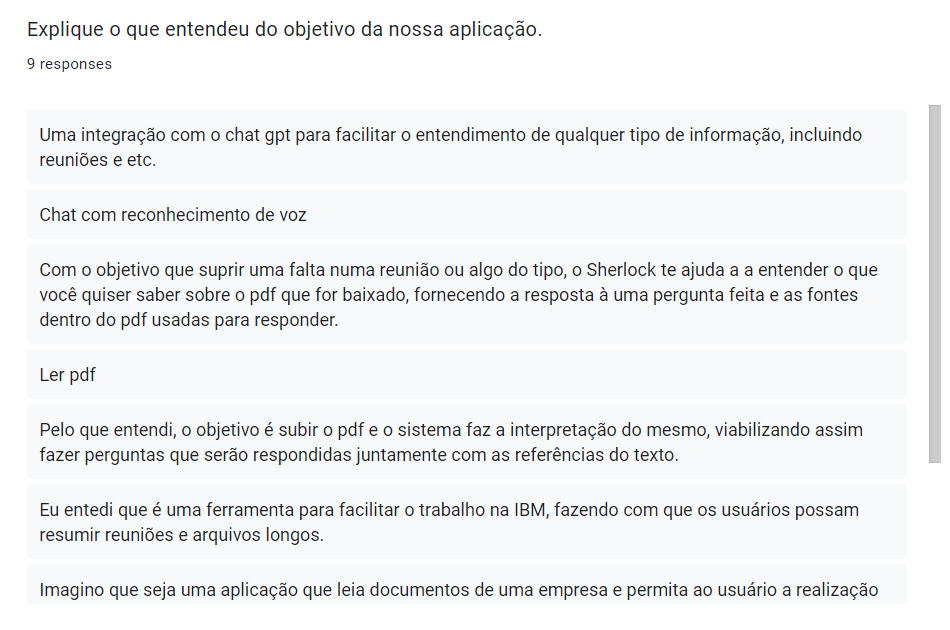 Explique o que entendeu do objetivo da nossa aplicação.
9 responses
Uma integração com o chat gpt para facilitar o entendimento de qualquer tipo de informação, incluindo
reuniões e etc.
Chat com reconhecimento de voz
Com o objetivo que suprir uma falta numa reunião ou algo do tipo, o Sherlock te ajuda a a entender o que
você quiser saber sobre o pdf que for baixado, fornecendo a resposta à uma pergunta feita e as fontes
dentro do pdf usadas para responder.
Ler pdf
Pelo que entendi, o objetivo é subir o pdf e o sistema faz a interpretação do mesmo, viabilizando assim
fazer perguntas que serão respondidas juntamente com as referências do texto.
Eu entedi que é uma ferramenta para facilitar o trabalho na IBM, fazendo com que os usuários possam
resumir reuniões e arquivos longos.
Imagino que seja uma aplicação que leia documentos de uma empresa e permita ao usuário a realização